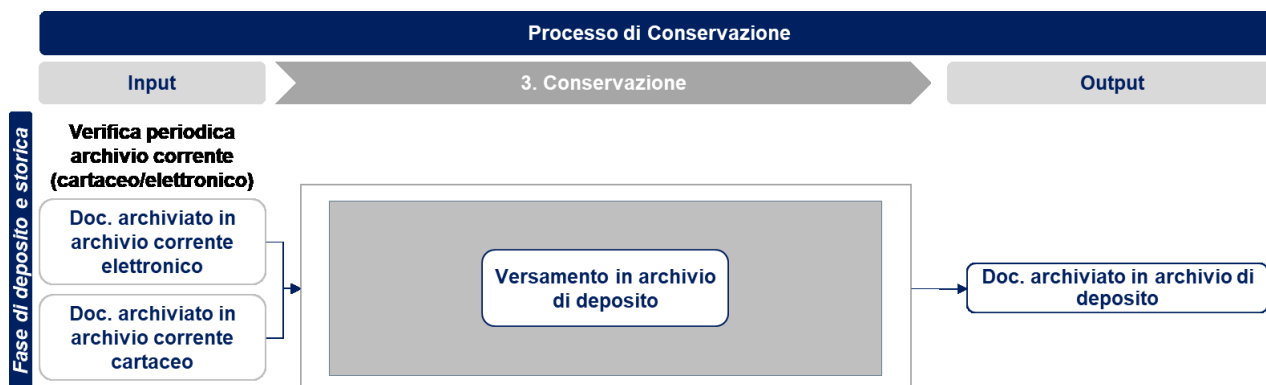 Processo di Conservazione
Input
3. Conservazione
Output
Fase di deposito e storica
Verifica periodica
archivio corrente
(cartaceo/elettronico)
Doc. archiviato in
archivio corrente
elettronico
Doc. archiviato in
archivio corrente
cartaceo
Versamento in archivio
di deposito
Doc. archiviato in archivio di
deposito